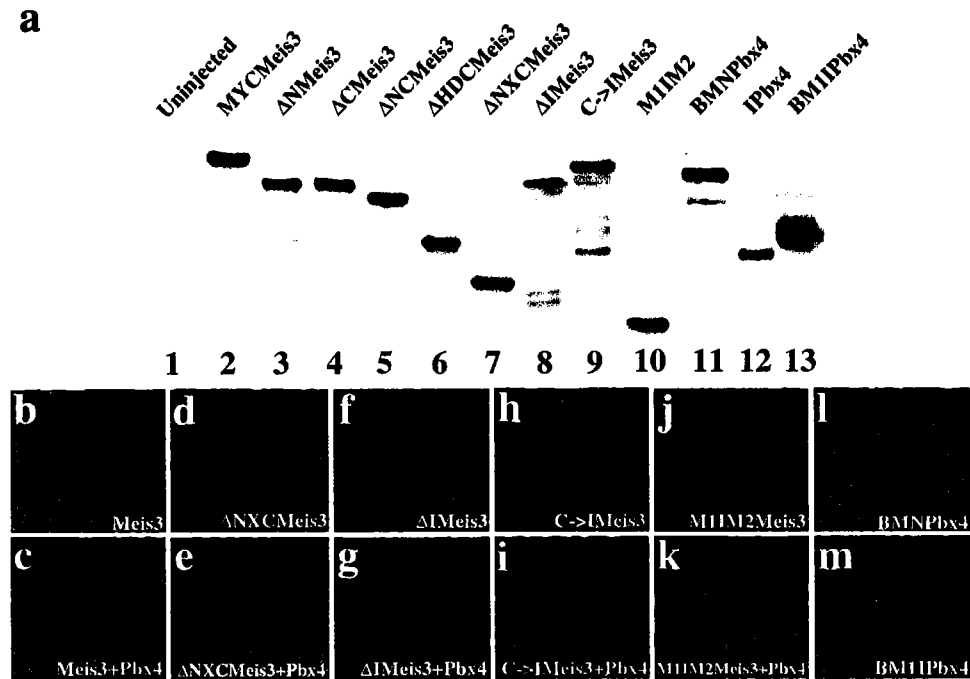 a
Uninjected
MYCMeis3
ΔNMeis3
ΔCMeis3
ΔNCMeis3
ΔHDCMeis3
ΔNXCMeis3
ΔIMeis3
C->IMeis3
M1IM2
BMNPbx4
IPbx4
BM1IPbx4
1 2 3 4 5 6 7 8 9 10 11 12 13
b d f h j l
Meis3 ΔNXCMeis3 ΔIMeis3 C->IMeis3 M1IM2Meis3 BMNPbx4
c e g i k m
Meis3+Pbx4 ΔNXCMeis3+Pbx4 ΔIMeis3+Pbx4 C->IMeis3+Pbx4 M1IM2Meis3+Pbx4 BM1IPbx4